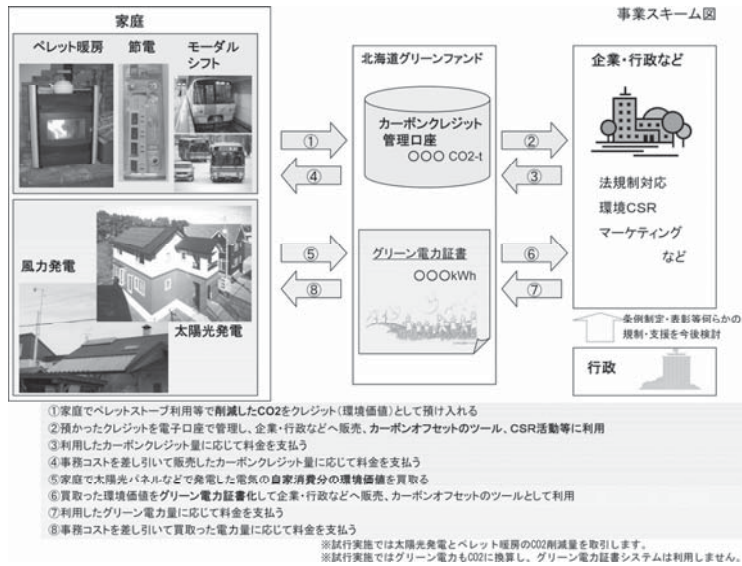 事業スキーム図
家庭
ペレット暖房
節電
モーダル
シフト
風力発電
太陽光発電
北海道グリーンファンド
カーボンクレジット
管理口座
○○○ CO2-t
グリーン電力証書
○○○kWh
企業・行政など
法規制対応
環境CSR
マーケティング
など
条例制定・表彰等何らかの
規制・支援を今後検討
行政
①
④
②
③
⑤
⑧
⑥
⑦
①家庭でペレットストーブ利用等で削減したCO2をクレジット(環境価値)として預け入れる
②預かったクレジットを電子口座で管理し、企業・行政などへ販売、カーボンオフセットのツール、CSR活動等に利用
③利用したカーボンクレジット量に応じて料金を支払う
④事務コストを差し引いて販売したカーボンクレジット量に応じて料金を支払う
⑤家庭で太陽光パネルなどで発電した電気の自家消費分の環境価値を買取る
⑥買取った環境価値をグリーン電力証書化して企業・行政などへ販売、カーボンオフセットのツールとして利用
⑦利用したグリーン電力量に応じて料金を支払う
⑧事務コストを差し引いて買取った電力量に応じて料金を支払う
※試行実施では太陽光発電とペレット暖房のCO2削減量を取引します。
※試行実施ではグリーン電力もCO2に換算し、グリーン電力証書システムは利用しません。